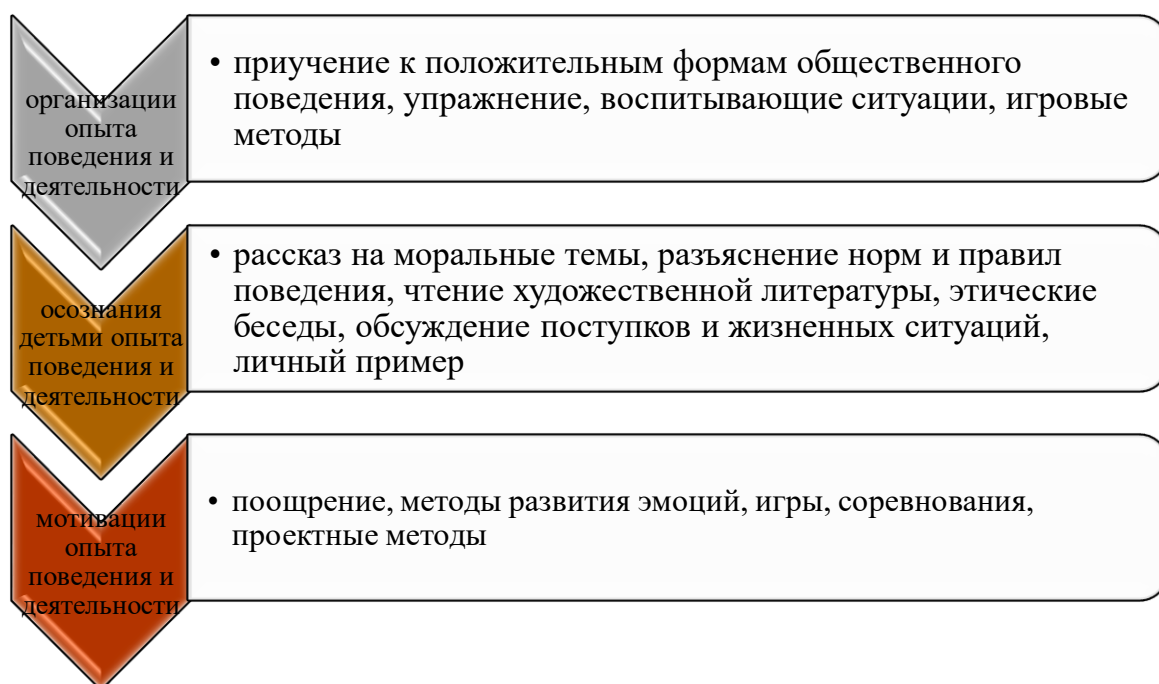 организации
опыта
поведения и
деятельности
• приучение к положительным формам общественного
поведения, упражнение, воспитывающие ситуации, игровые
методы
осознания
детьми опыта
поведения и
деятельности
• рассказ на моральные темы, разъяснение норм и правил
поведения, чтение художественной литературы, этические
беседы, обсуждение поступков и жизненных ситуаций,
личный пример
мотивации
опыта
поведения и
деятельности
• поощрение, методы развития эмоций, игры, соревнования,
проектные методы